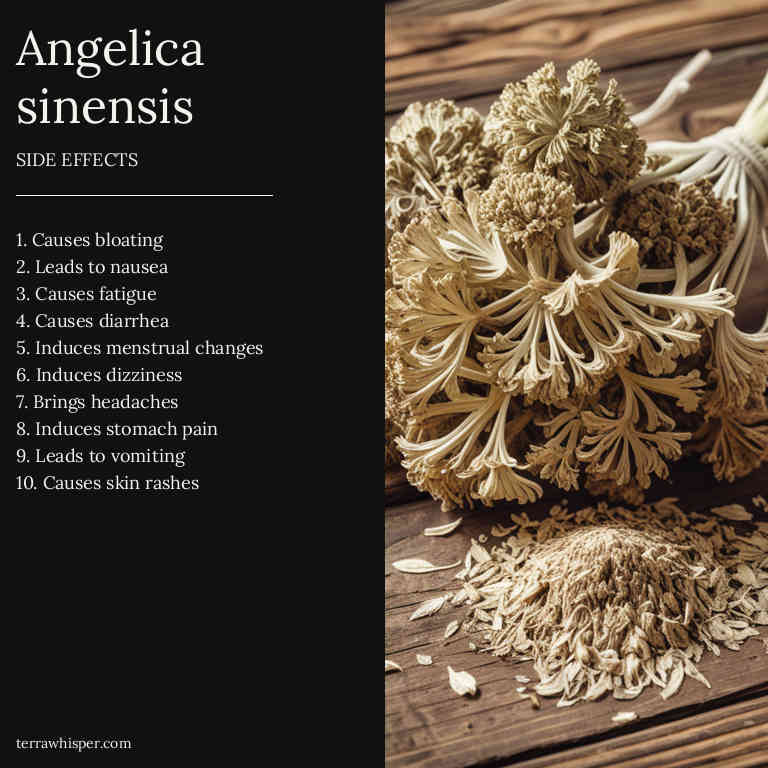 Angelica
sinensis
SIDE EFFECTS
1. Causes bloating
2. Leads to nausea
3. Causes fatigue
4. Causes diarrhea
5. Induces menstrual changes
6. Induces dizziness
7. Brings headaches
8. Induces stomach pain
9. Leads to vomiting
10. Causes skin rashes
terrawhisper.com